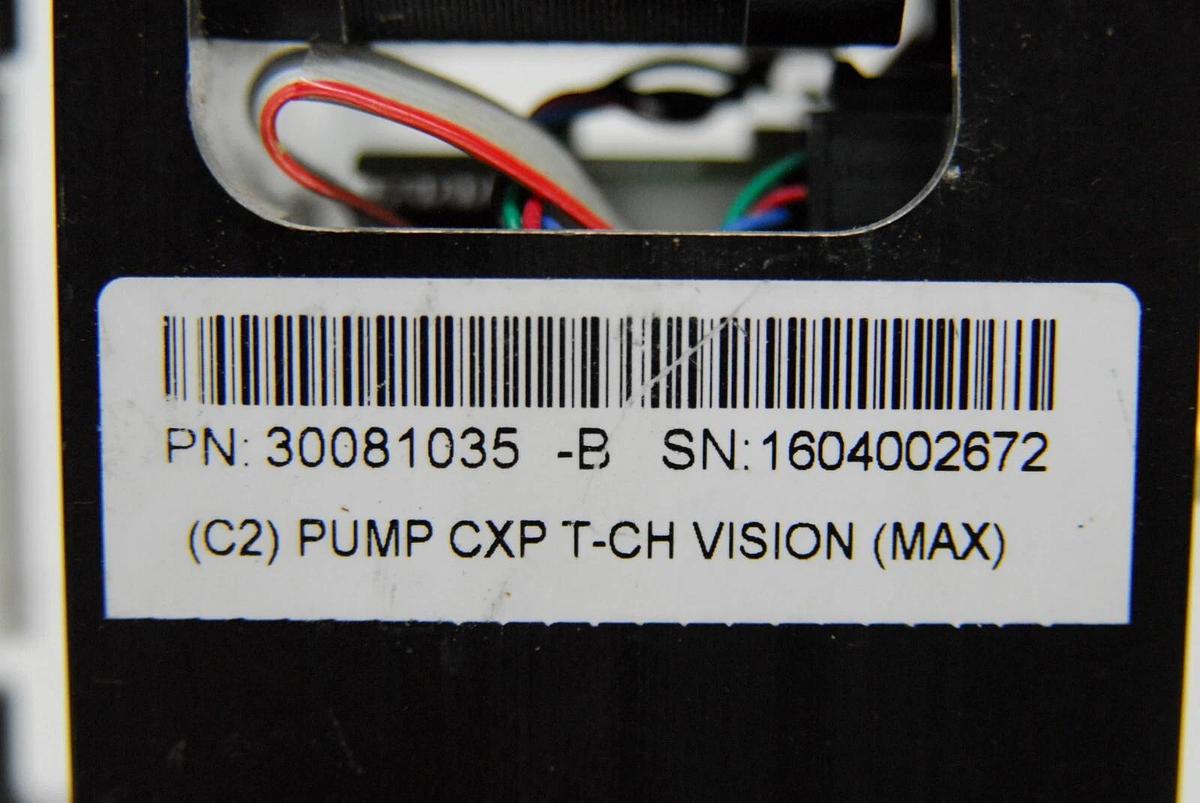 PN: 30081035 -B SN:1604002672
(C2) PUMP CXP T-CH VISION (MAX)